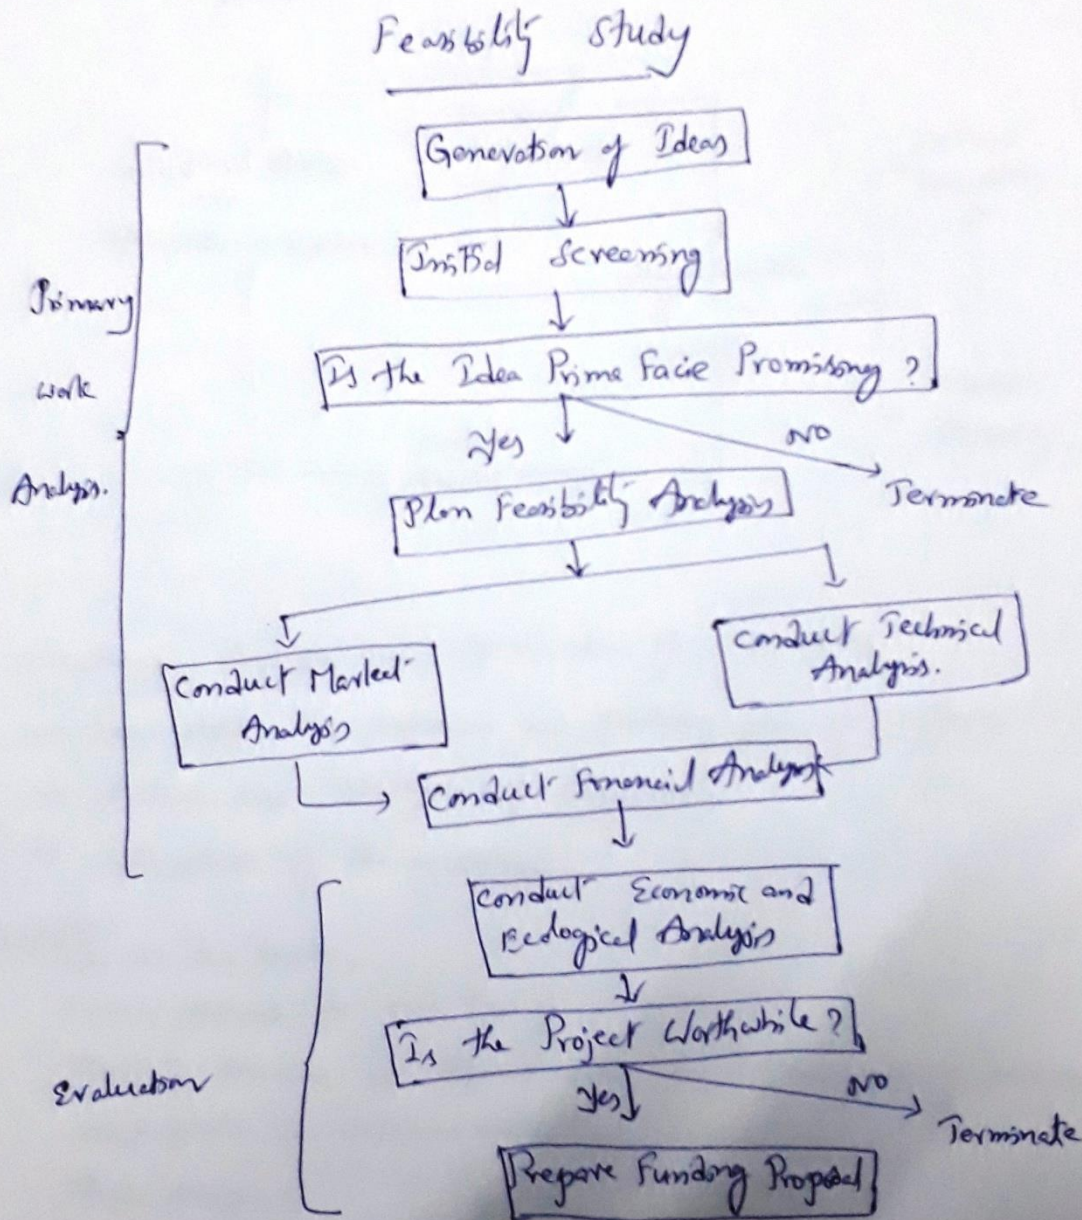 Feasibility Study
Generation of Ideas
Initial Screening
Primary
Is the Idea Prime Facie Promising ?
work
Yes
NO
Analysis.
Terminate
Plan Feasibility Analysis
Conduct Technical
Analysis.
Conduct Market
Analysis
Conduct Financial Analysis
Conduct Economic and
Ecological Analysis
Is the Project Worthwhile ?
Evaluation
Yes
NO
Terminate
Prepare Funding Proposal